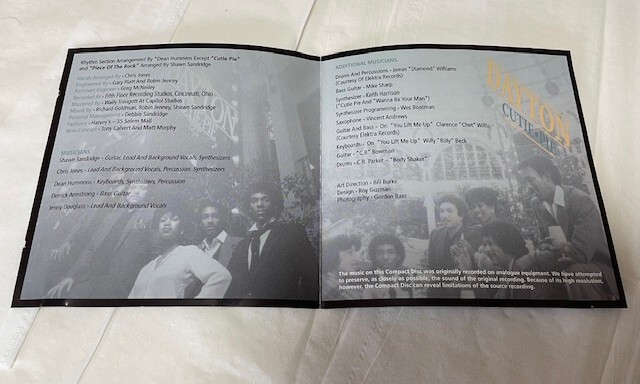 Rhythm Section Arrangement By "Dean Hummins Except "Cutie Pie"
and "Piece Of The Rock" Arranged By Shawn Sandridge
Vocals Arranged By - Chris Jones
Engineered By - Gary Platt And Robin Jenney
Assistant Engineer - Greg McNeiley
Recorded At - Fifth Floor Recording Studios, Cincinnati, Ohio
Mastered By - Wally Traugott At Capitol Studios
Mixed By - Richard Goldman, Robin Jenney, Shawn Sandridge
Personal Management - Debbie Sandridge
Harvey's - 35 Salem Mall
Tony Calvert And Matt Murphy
MUSICIANS
Shawn Sandridge - Guitar, Lead And Background Vocals, Synthesizers
Chris Jones - Lead And Background Vocals, Percussion, Synthesizers
Dean Hummons - Keyboards, Synthesizers, Percussion
Derrick Armstrong - Bass Guitar
Jenny Douglass - Lead And Background Vocals
ADDITIONAL MUSICIANS
Drums And Percussions - James "Diamond" Williams
(Courtesy Of Elektra Records)
Bass Guitar - Mike Sharp
Synthesizer - Keith Harrison
("Cutie Pie And "Wanna Be Your Man")
Synthesizer Programming - Wes Boatman
Saxophone - Vincent Andrews
Guitar And Bass - On "You Lift Me Up" Clarence "Chet" Willis
(Courtesy Elektra Records)
Keyboards - On "You Lift Me Up" Willy "Billy" Beck
Guitar - "C.B." Bowman
Drums - C.R. Parker - "Body Shaker"
Art Direction - Bill Burks
Design - Roy Guzman
Photography - Gordon
DAYTON
CUTIE PIE
The music on this Compact Disc was originally recorded on analogue equipment. We have attempted
to preserve, as closely as possible, the sound of the original recording. Because of its high resolution,
however, the Compact Disc can reveal limitations of the source recording.